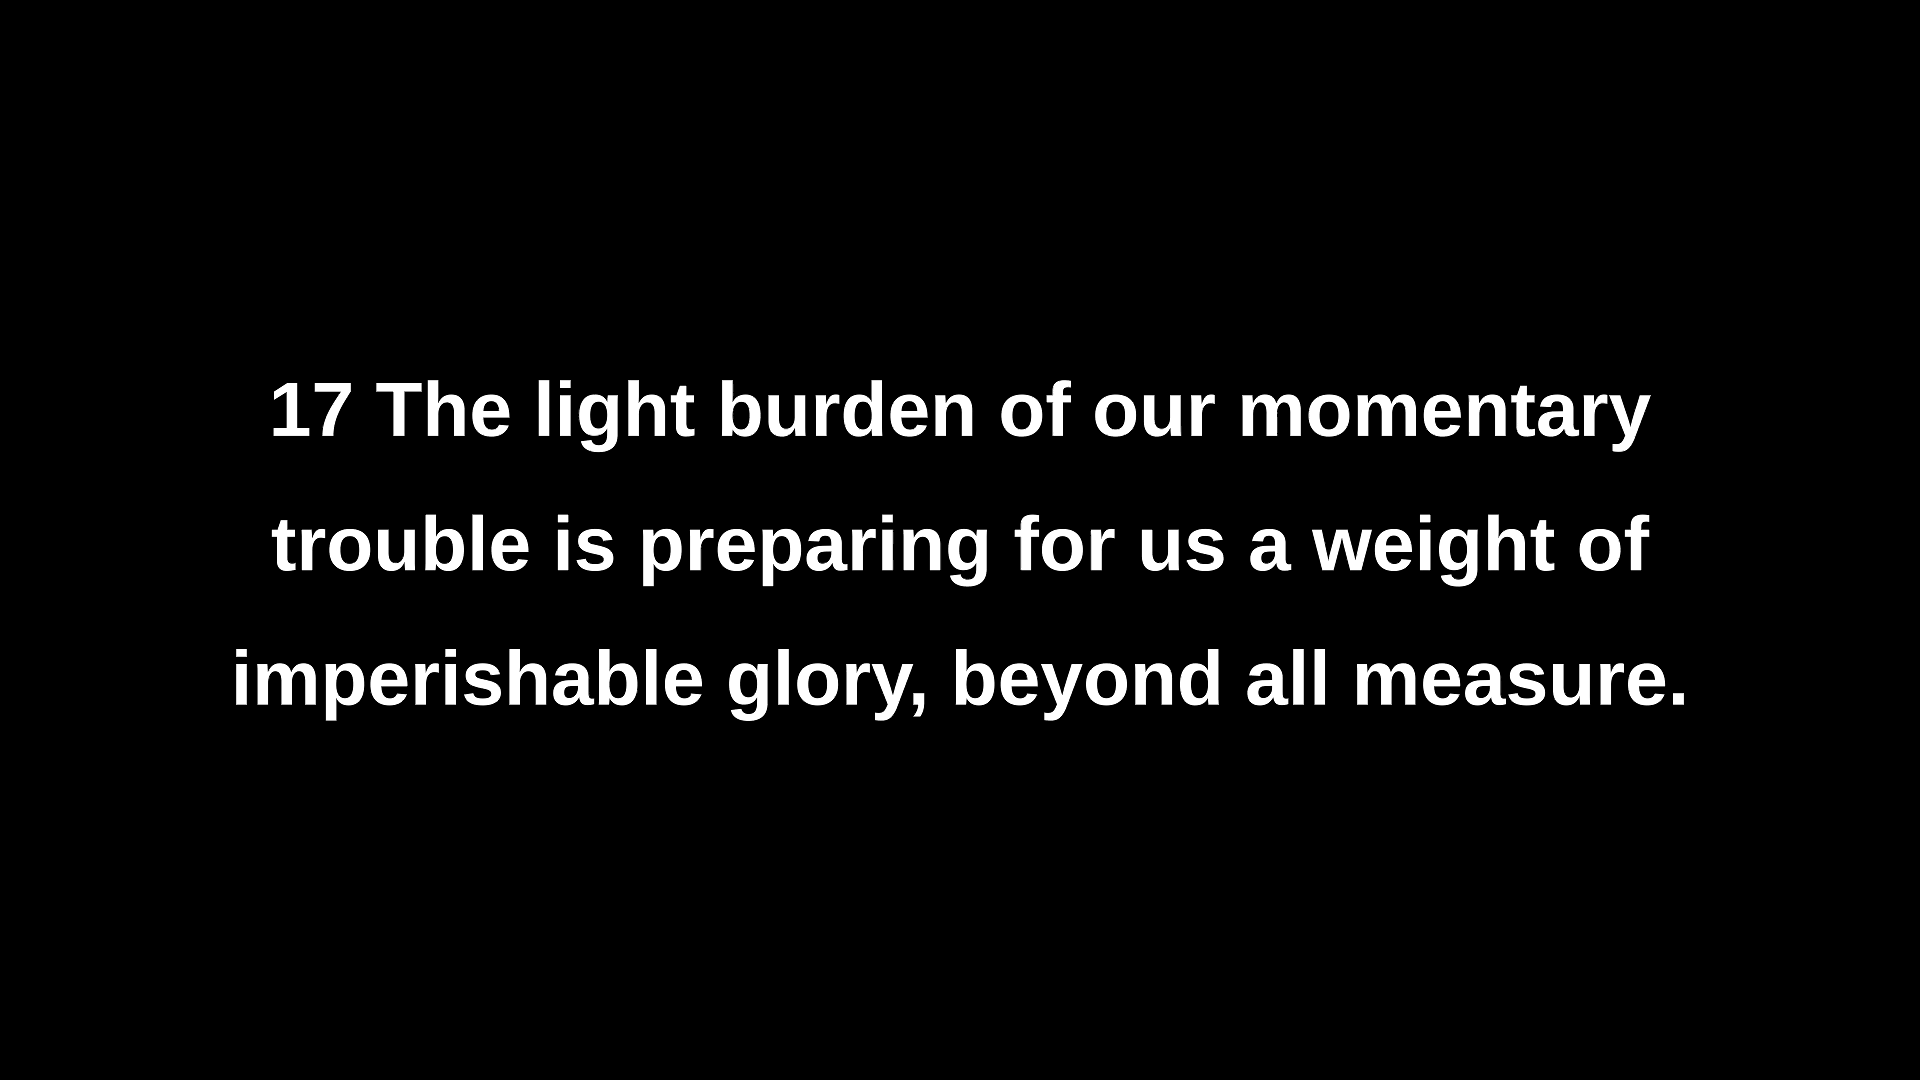 17 The light burden of our momentary
trouble is preparing for us a weight of
imperishable glory, beyond all measure.